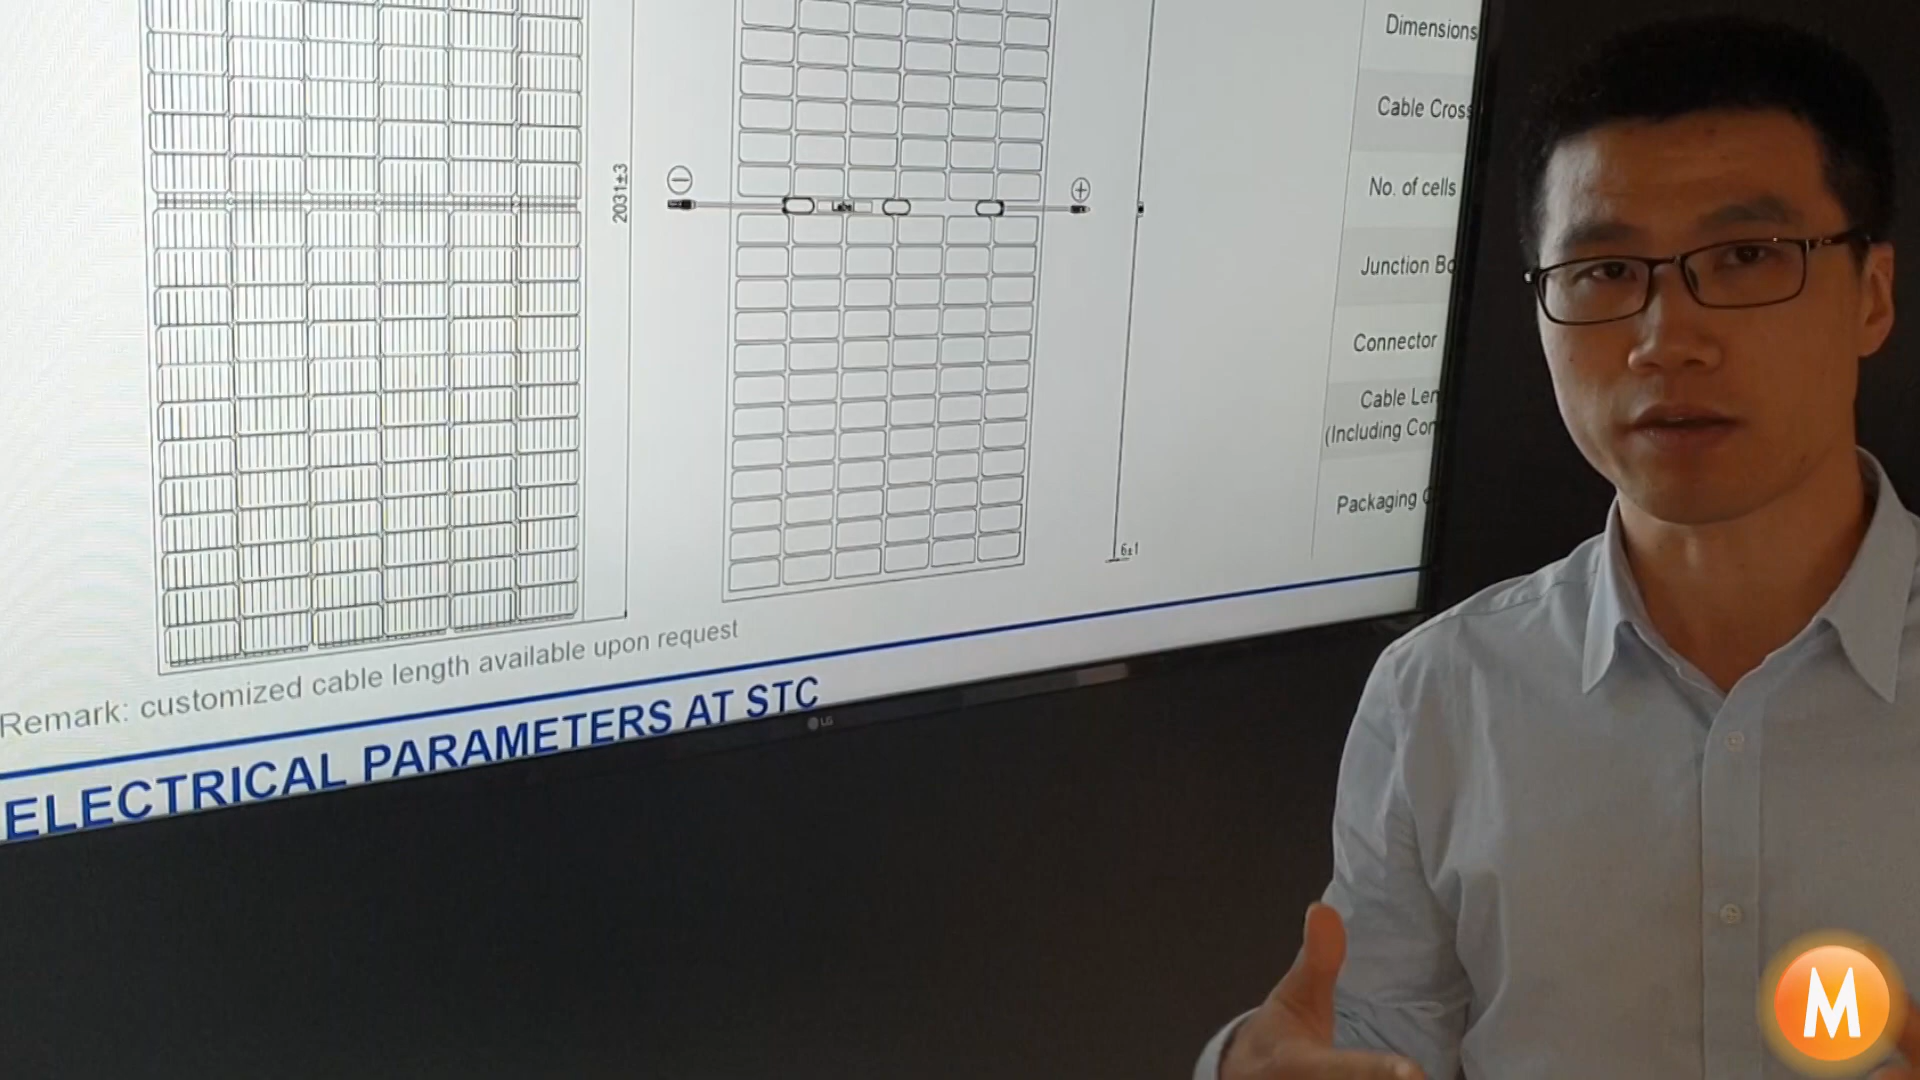 Dimensions
Cable Cross
No. of cells
Junction Bo
Connector
Cable Len
(Including Con
Packaging
2031±3
6±1
Remark: customized cable length available upon request
ELECTRICAL PARAMETERS AT STC
LG
M